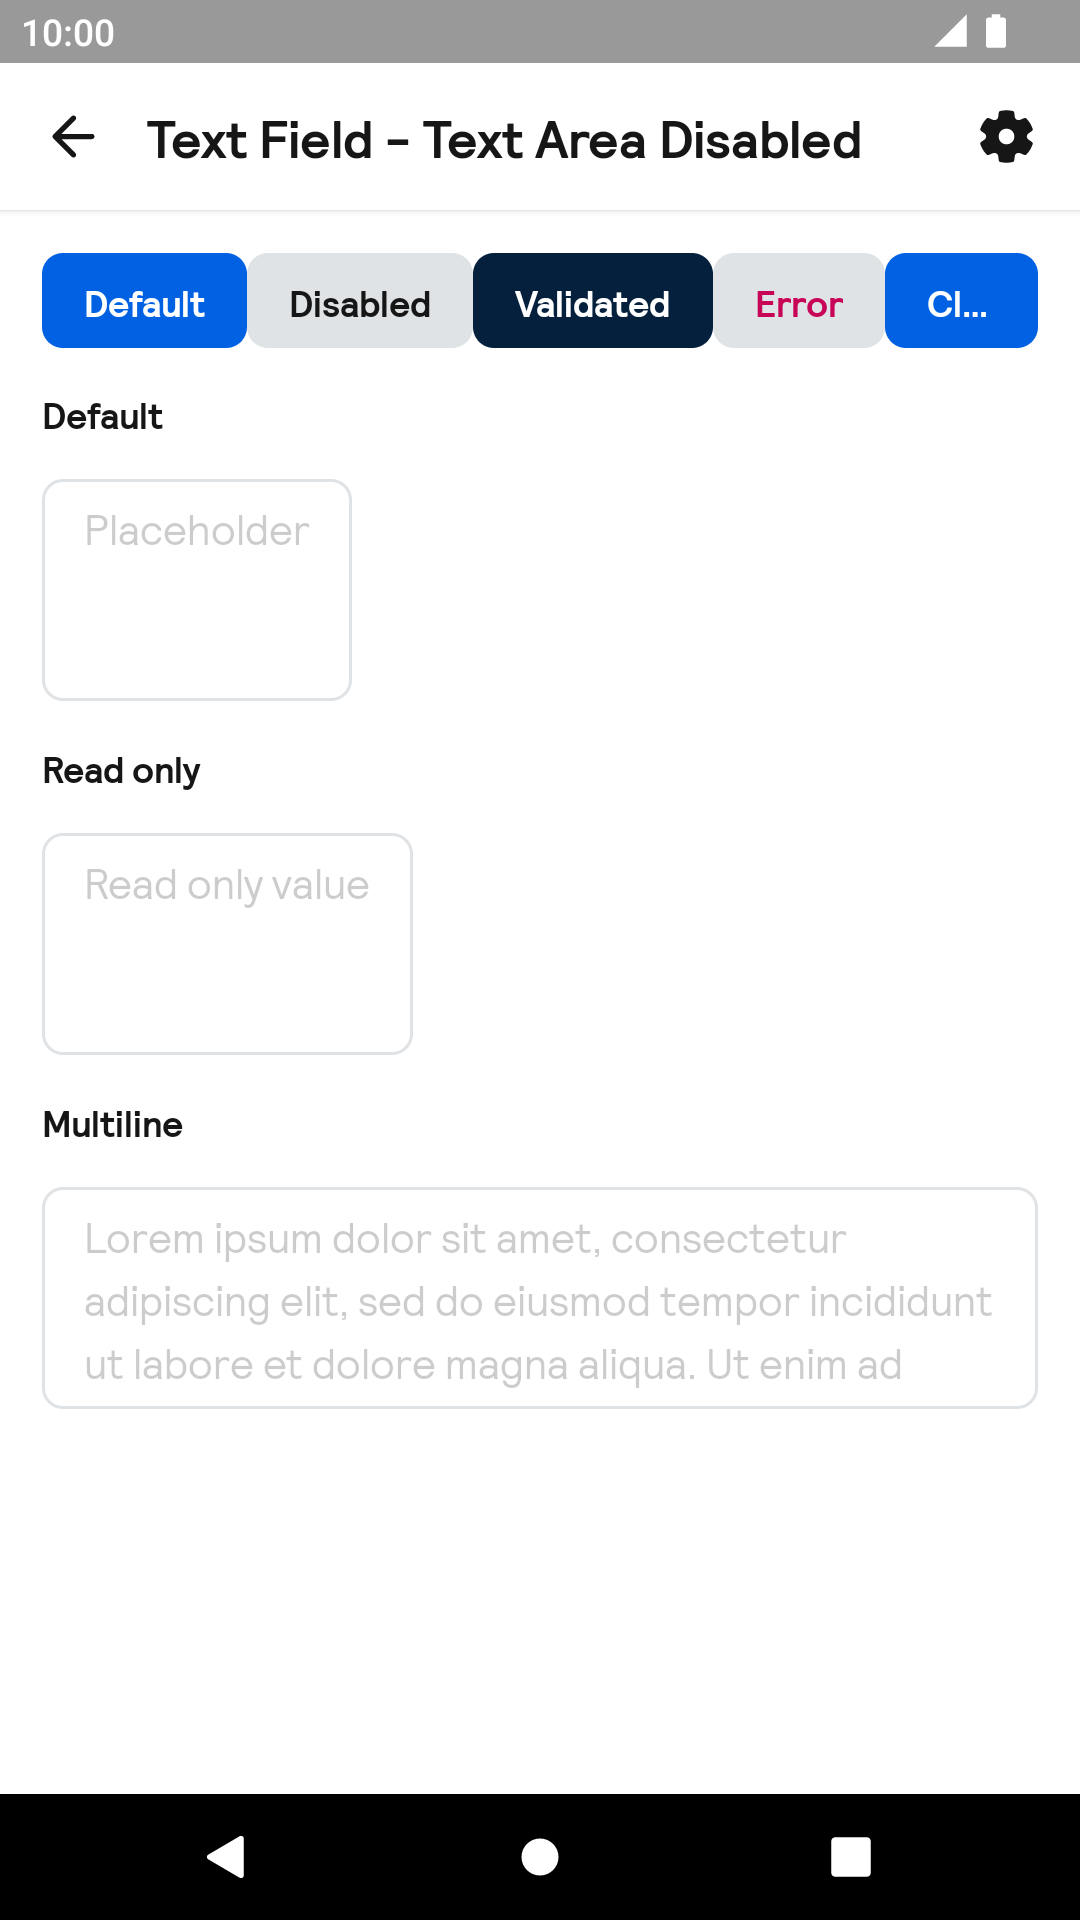 10:00
Text Field - Text Area Disabled
Default Disabled Validated Error Cl...
Default
Placeholder
Read only
Read only value
Multiline
Lorem ipsum dolor sit amet, consectetur
adipiscing elit, sed do eiusmod tempor incididunt
ut labore et dolore magna aliqua. Ut enim ad